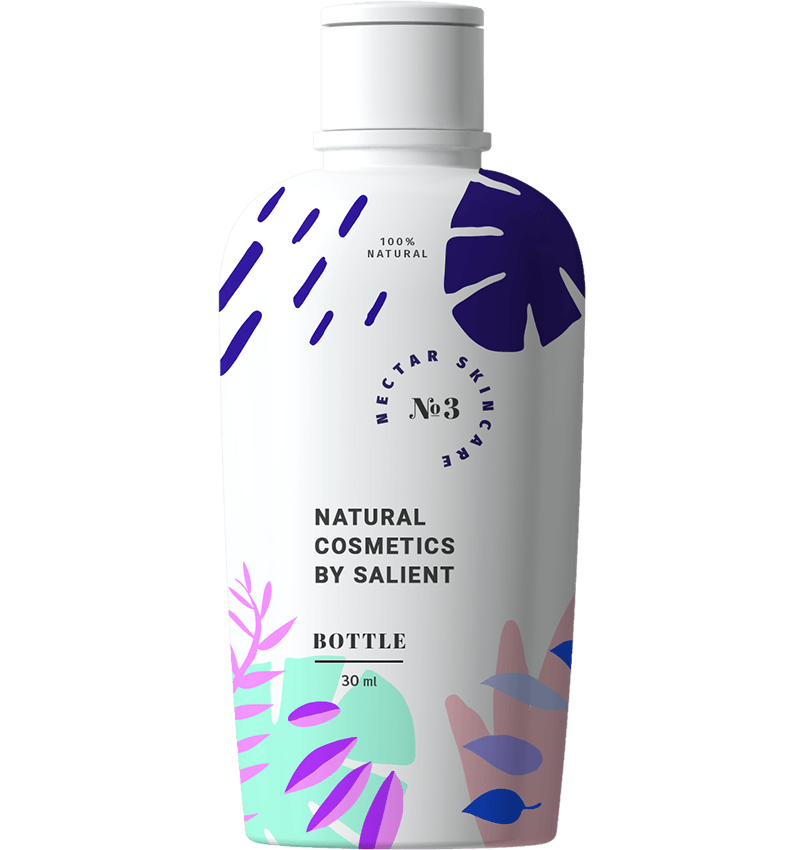 100%
NATURAL
NECTAR SKINCARE
№3
NATURAL
COSMETICS
BY SALIENT
BOTTLE
30 ml